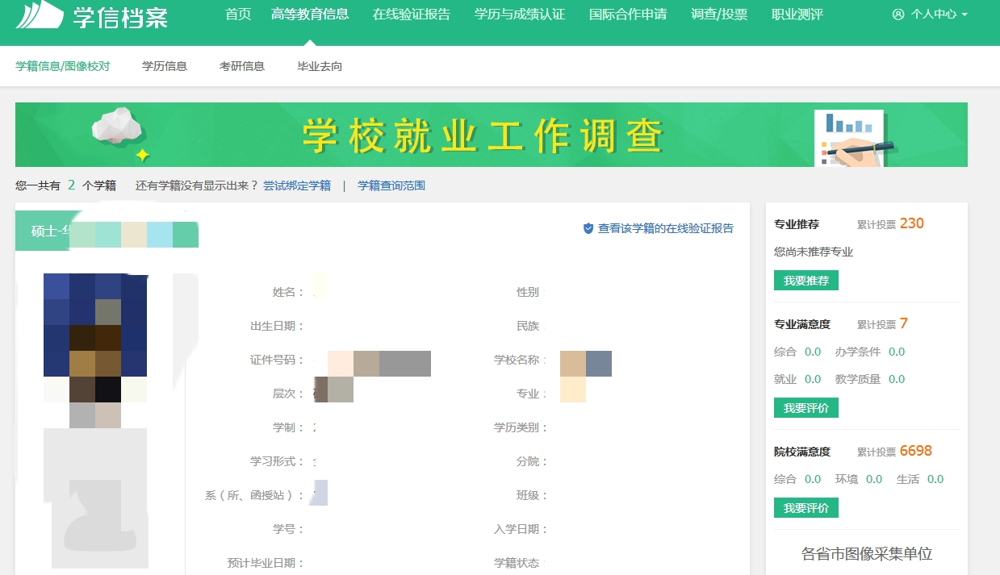 学信档案 首页 高等教育信息 在线验证报告 学历与成绩认证 国际合作申请 调查/投票 职业测评 个人中心
学籍信息/图像校对 学历信息 考研信息 毕业去向
学校就业工作调查
您一共有 2 个学籍 还有学籍没有显示出来？ 尝试绑定学籍 | 学籍查询范围
硕士-
查看该学籍的在线验证报告
姓名： 性别
出生日期： 民族
证件号码： 学校名称：
层次： 专业：
学制： 学历类别：
学习形式： 分院：
系（所、函授站）： 班级：
学号： 入学日期：
预计毕业日期： 学籍状态
专业推荐 累计投票 230
您尚未推荐专业
我要推荐
专业满意度 累计投票 7
综合 0.0 办学条件 0.0
就业 0.0 教学质量 0.0
我要评价
院校满意度 累计投票 6698
综合 0.0 环境 0.0 生活 0.0
我要评价
各省市图像采集单位